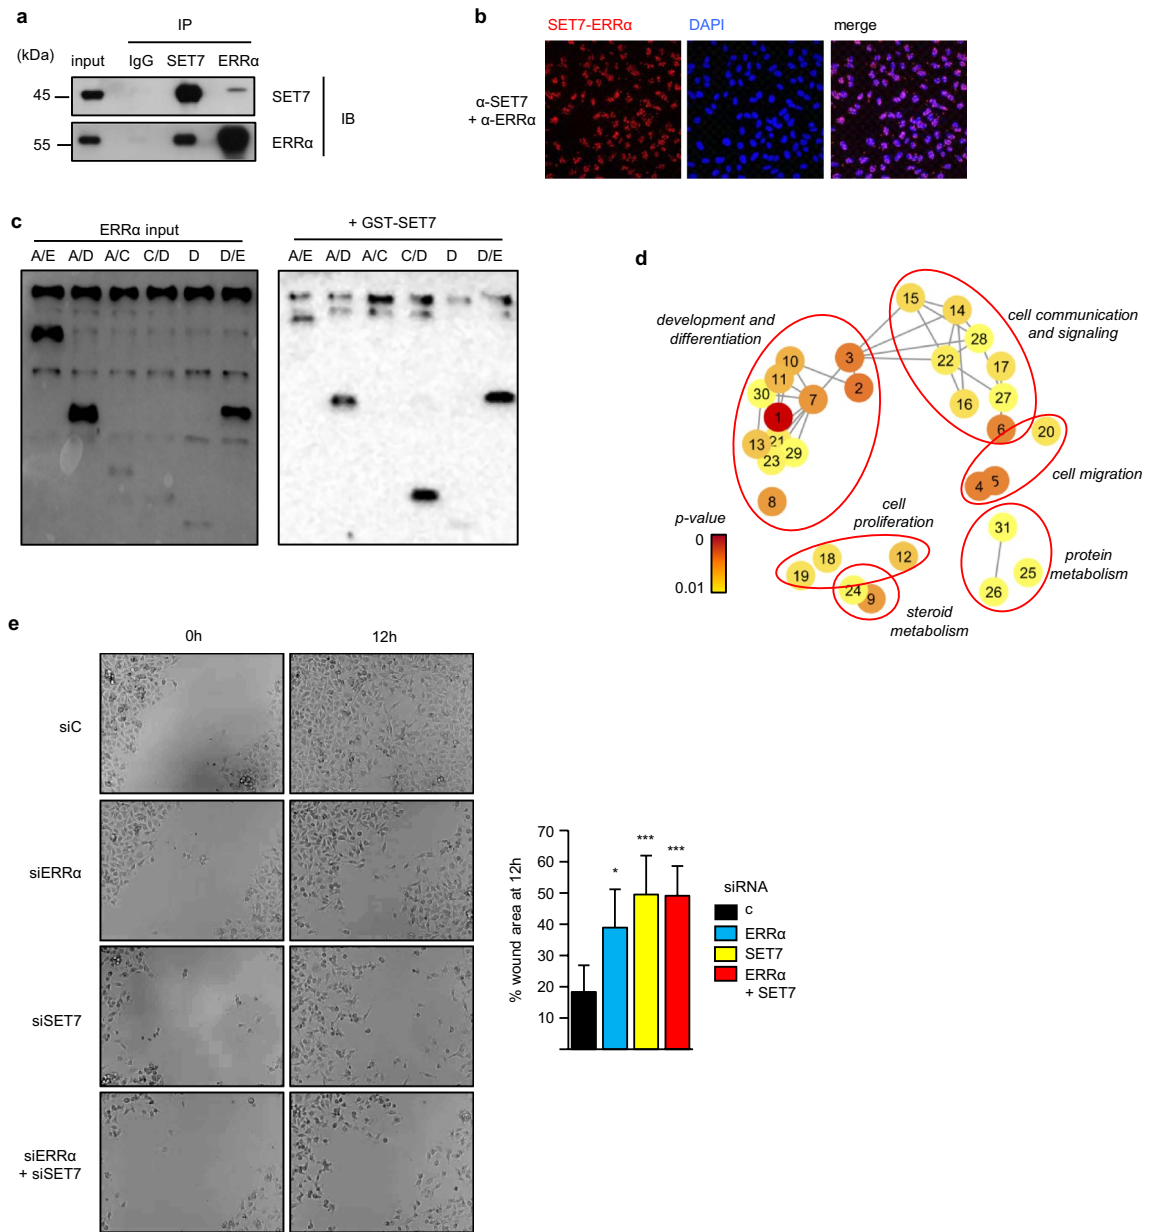 a
IP
(kDa)
input IgG SET7 ERRα
45
SET7
IB
55
ERRα
b
SET7-ERRα DAPI merge
α-SET7
+ α-ERRα
c
ERRα input
A/E A/D A/C C/D D D/E
+ GST-SET7
A/E A/D A/C C/D D D/E
d
development and
differentiation
10
11
30
1
7
3
2
13
21
23
29
8
cell communication
and signaling
15
14
28
22
17
16
27
6
20
4
5
cell migration
p-value
0
0.01
cell
proliferation
18
19
12
24
9
steroid
metabolism
31
25
26
protein
metabolism
e
0h 12h
siC
siERRα
siSET7
siERRα
+ siSET7
% wound area at 12h
70
60
50
40
30
20
10
*
***
***
siRNA
c
ERRα
SET7
ERRα
+ SET7